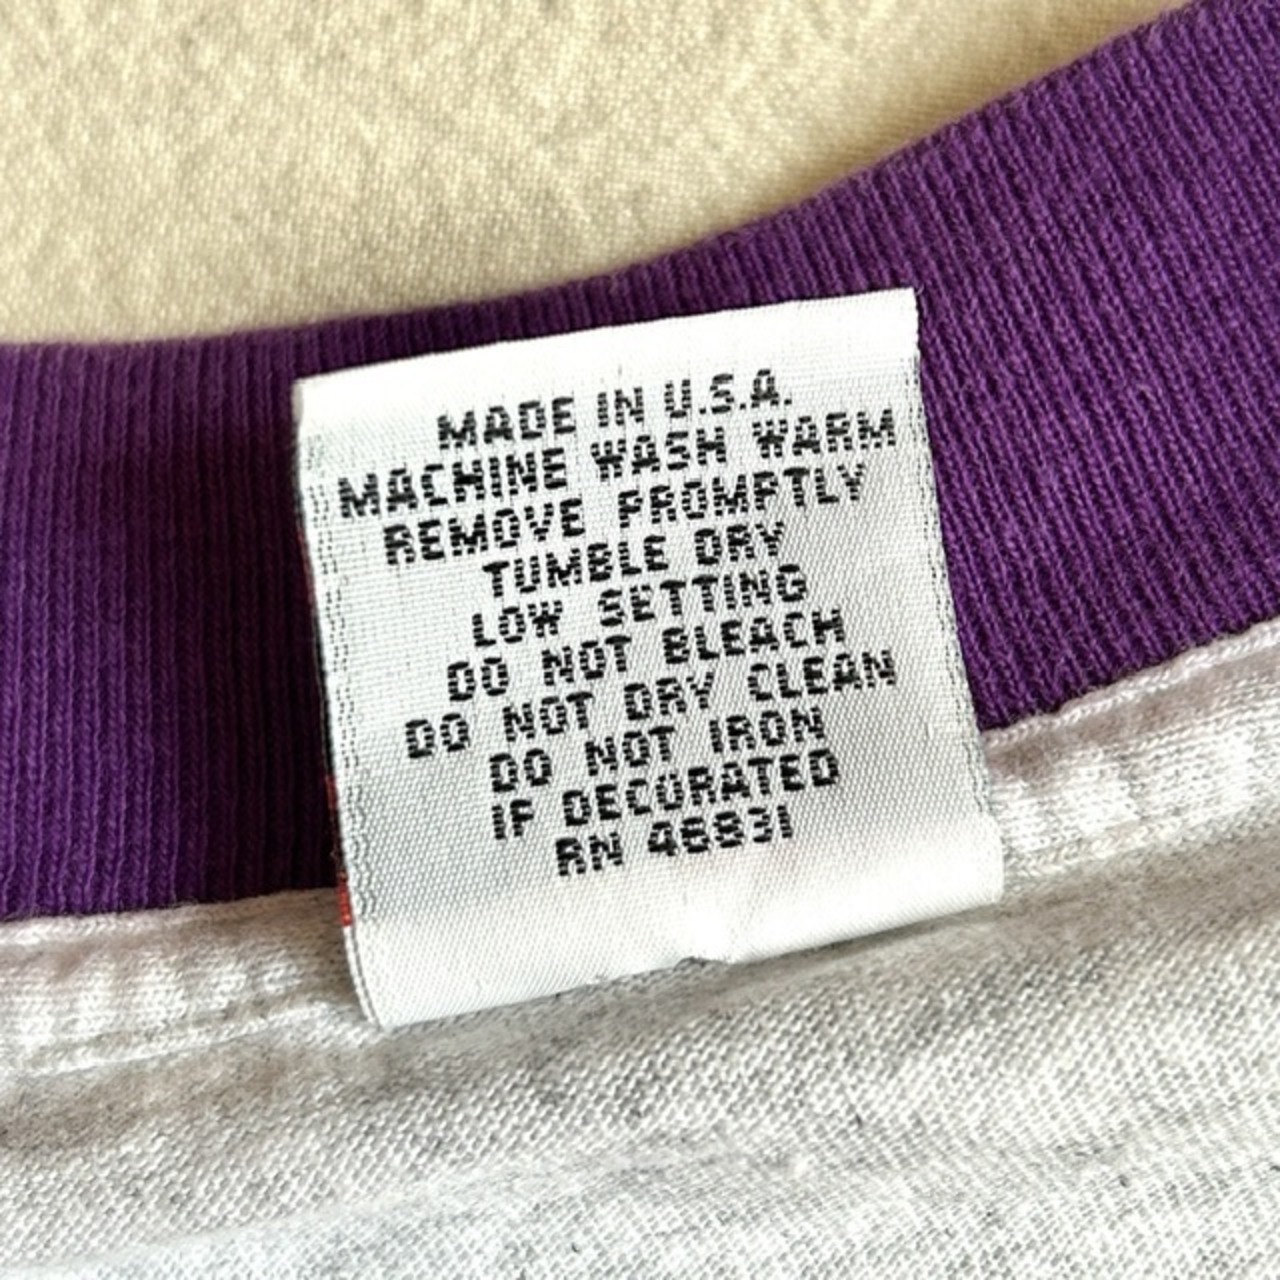 MADE IN U.S.A.
MACHINE WASH WARM
REMOVE PROMPTLY
TUMBLE DRY
LOW SETTING
DO NOT BLEACH
DO NOT DRY CLEAN
DO NOT IRON
IF DECORATED
RN